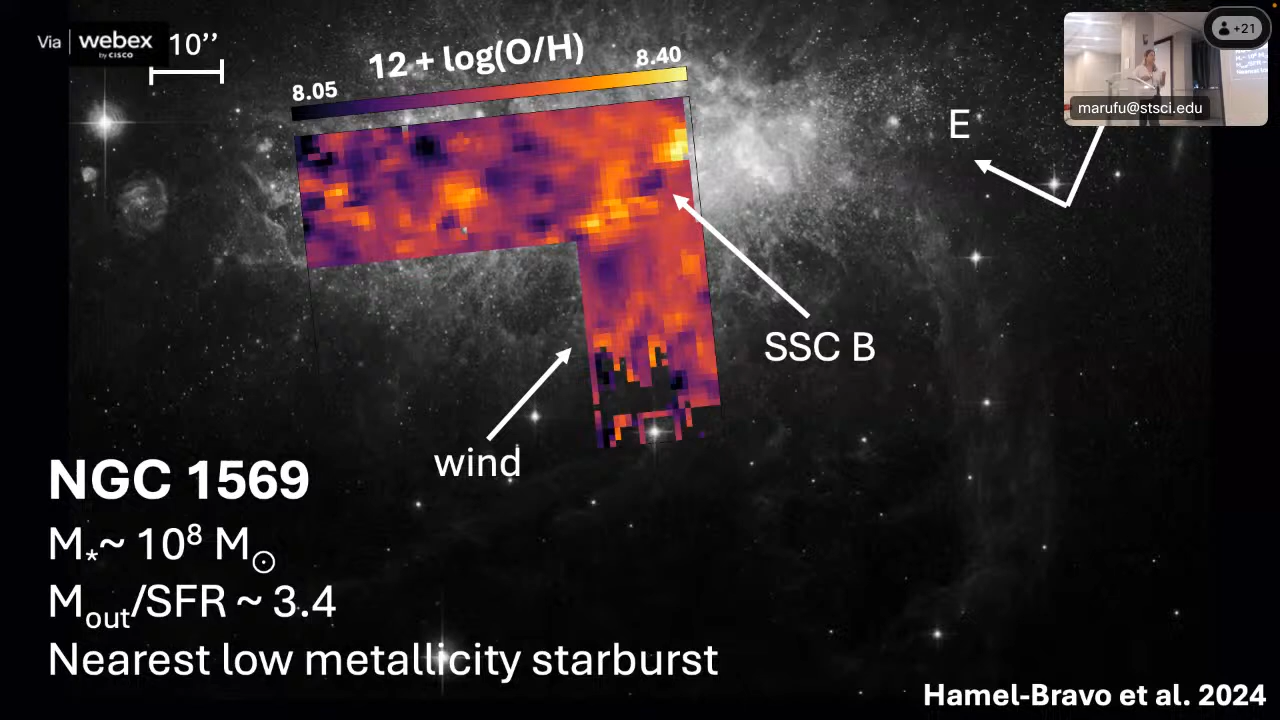 Via webex
by CISCO
10’’
12 + log(O/H)
8.05
8.40
+21
marufu@stsci.edu
E
SSC B
wind
NGC 1569
M*~ 10⁸ M☉
Mout/SFR ~ 3.4
Nearest low metallicity starburst
Hamel-Bravo et al. 2024